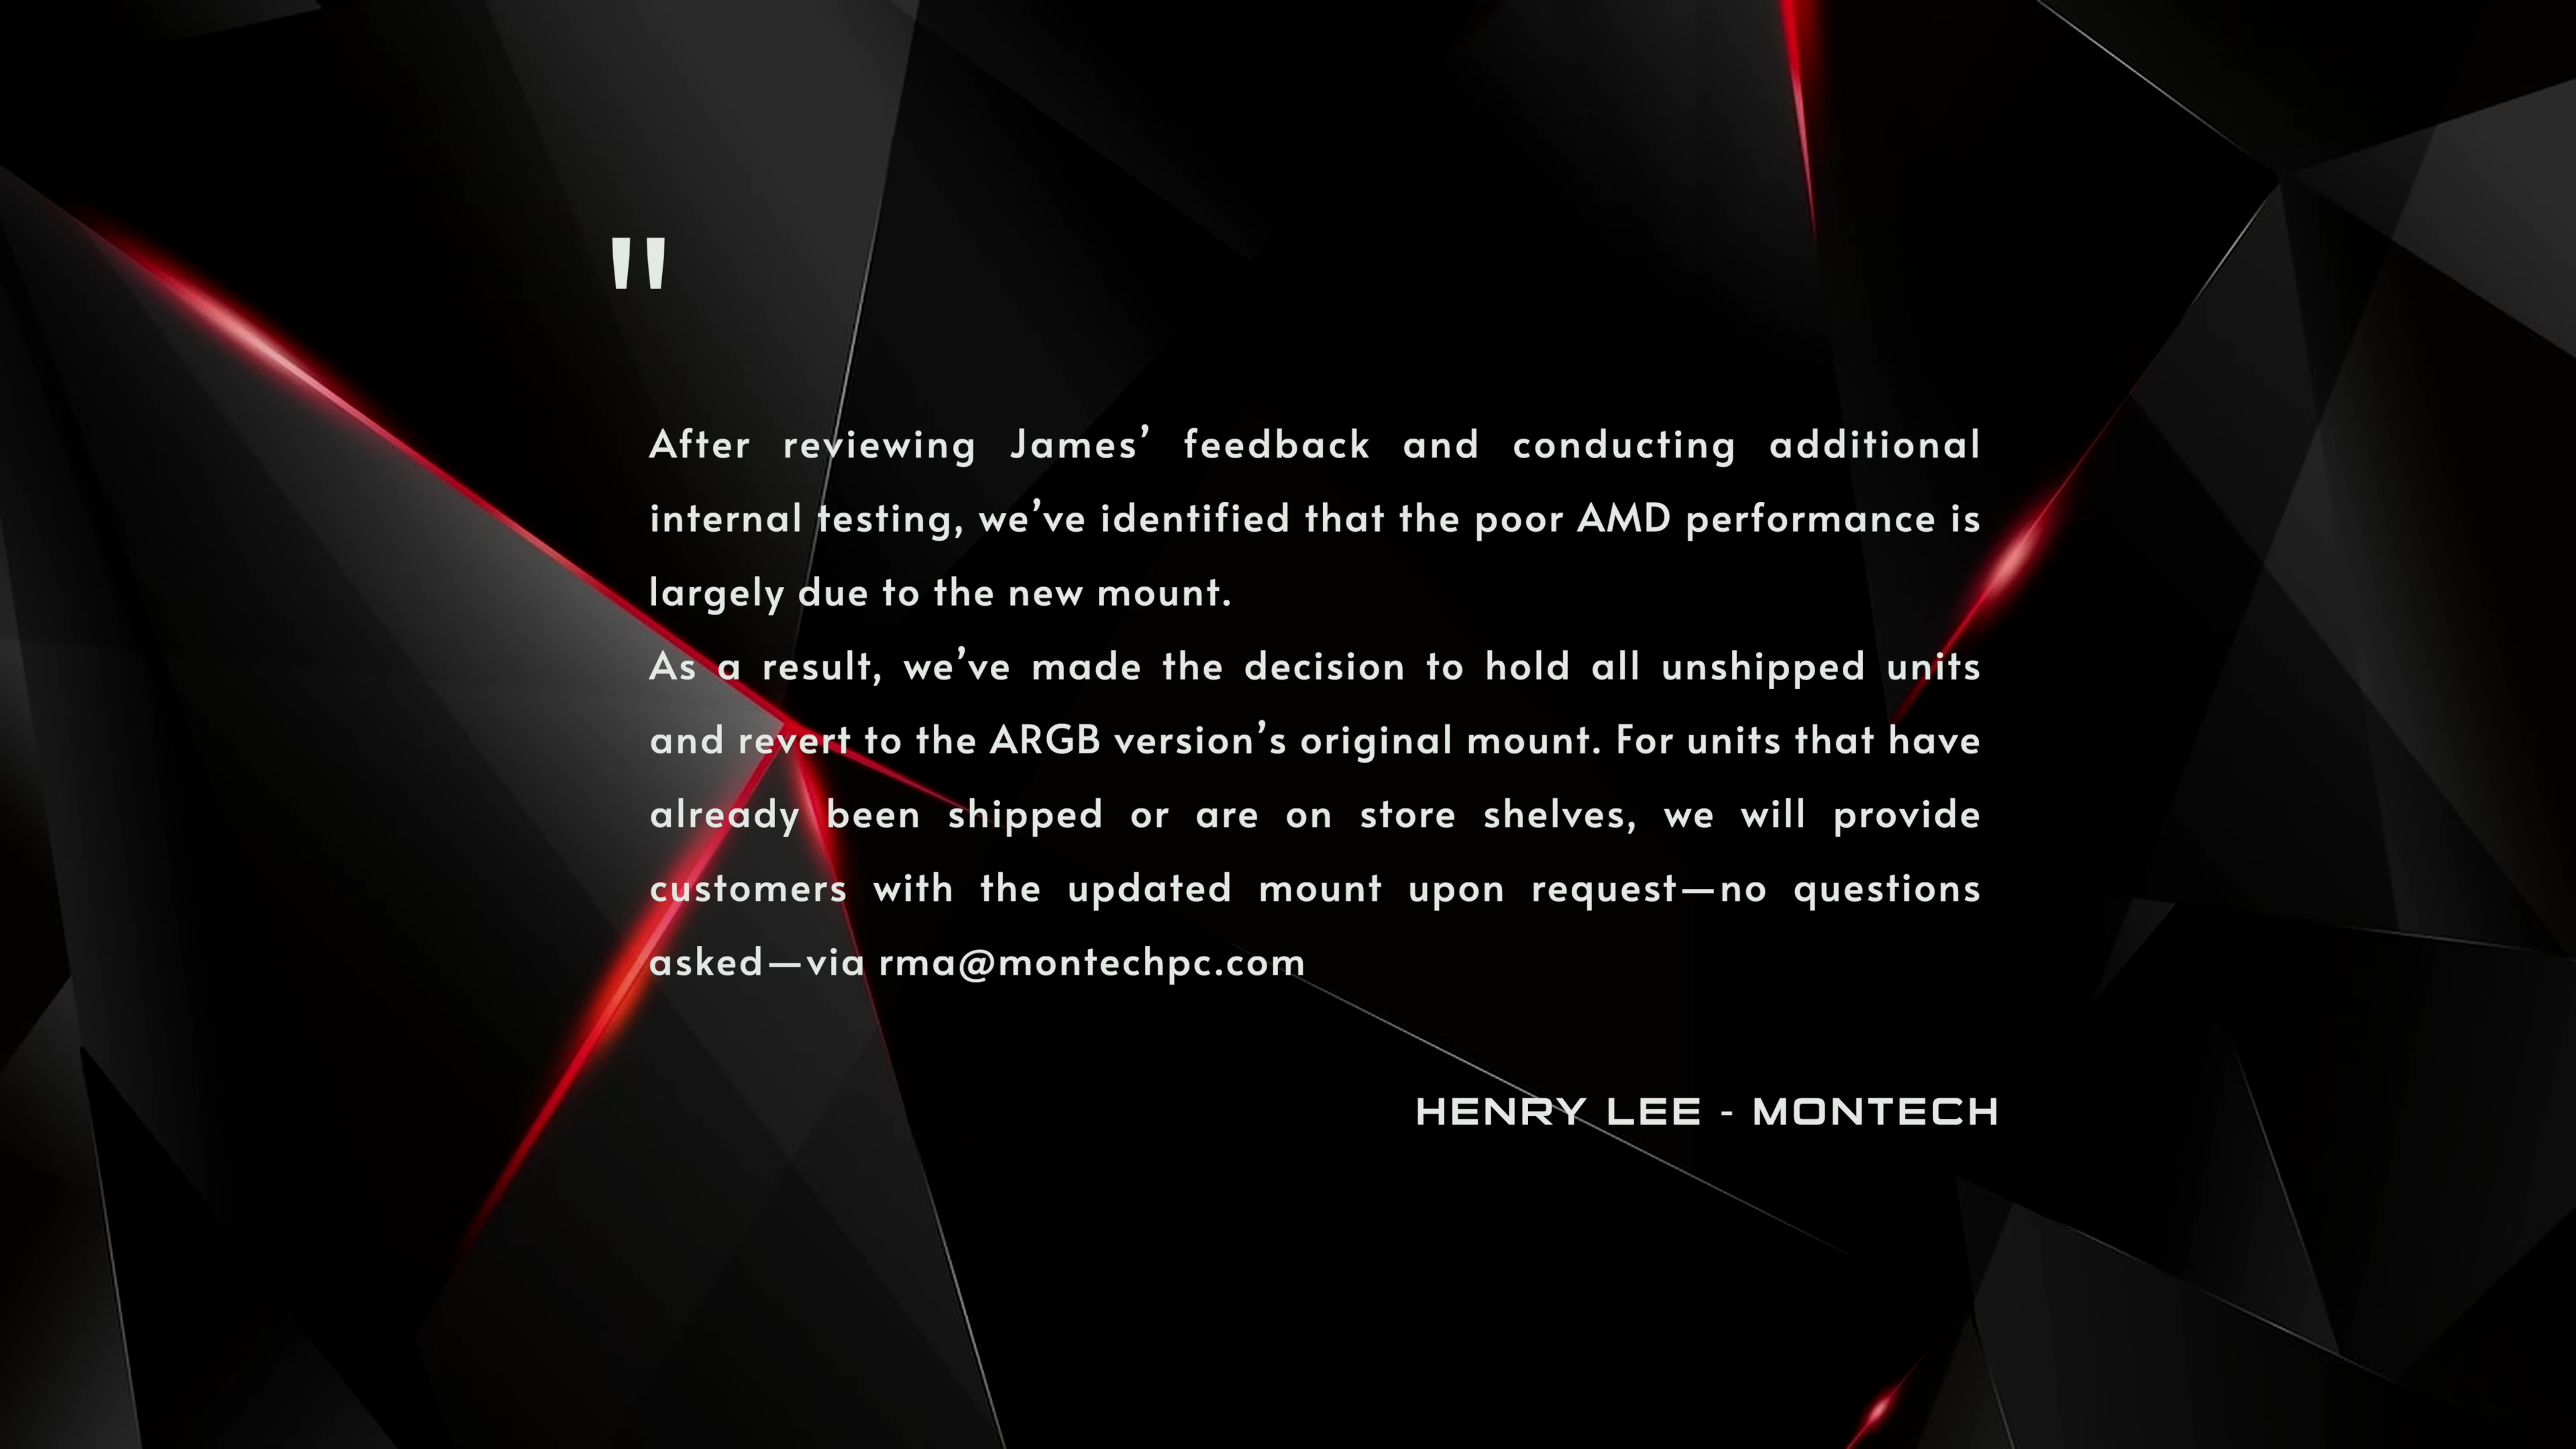 "
After reviewing James’ feedback and conducting additional
internal testing, we’ve identified that the poor AMD performance is
largely due to the new mount.
As a result, we’ve made the decision to hold all unshipped units
and revert to the ARGB version’s original mount. For units that have
already been shipped or are on store shelves, we will provide
customers with the updated mount upon request—no questions
asked—via rma@montechpc.com
HENRY LEE - MONTECH